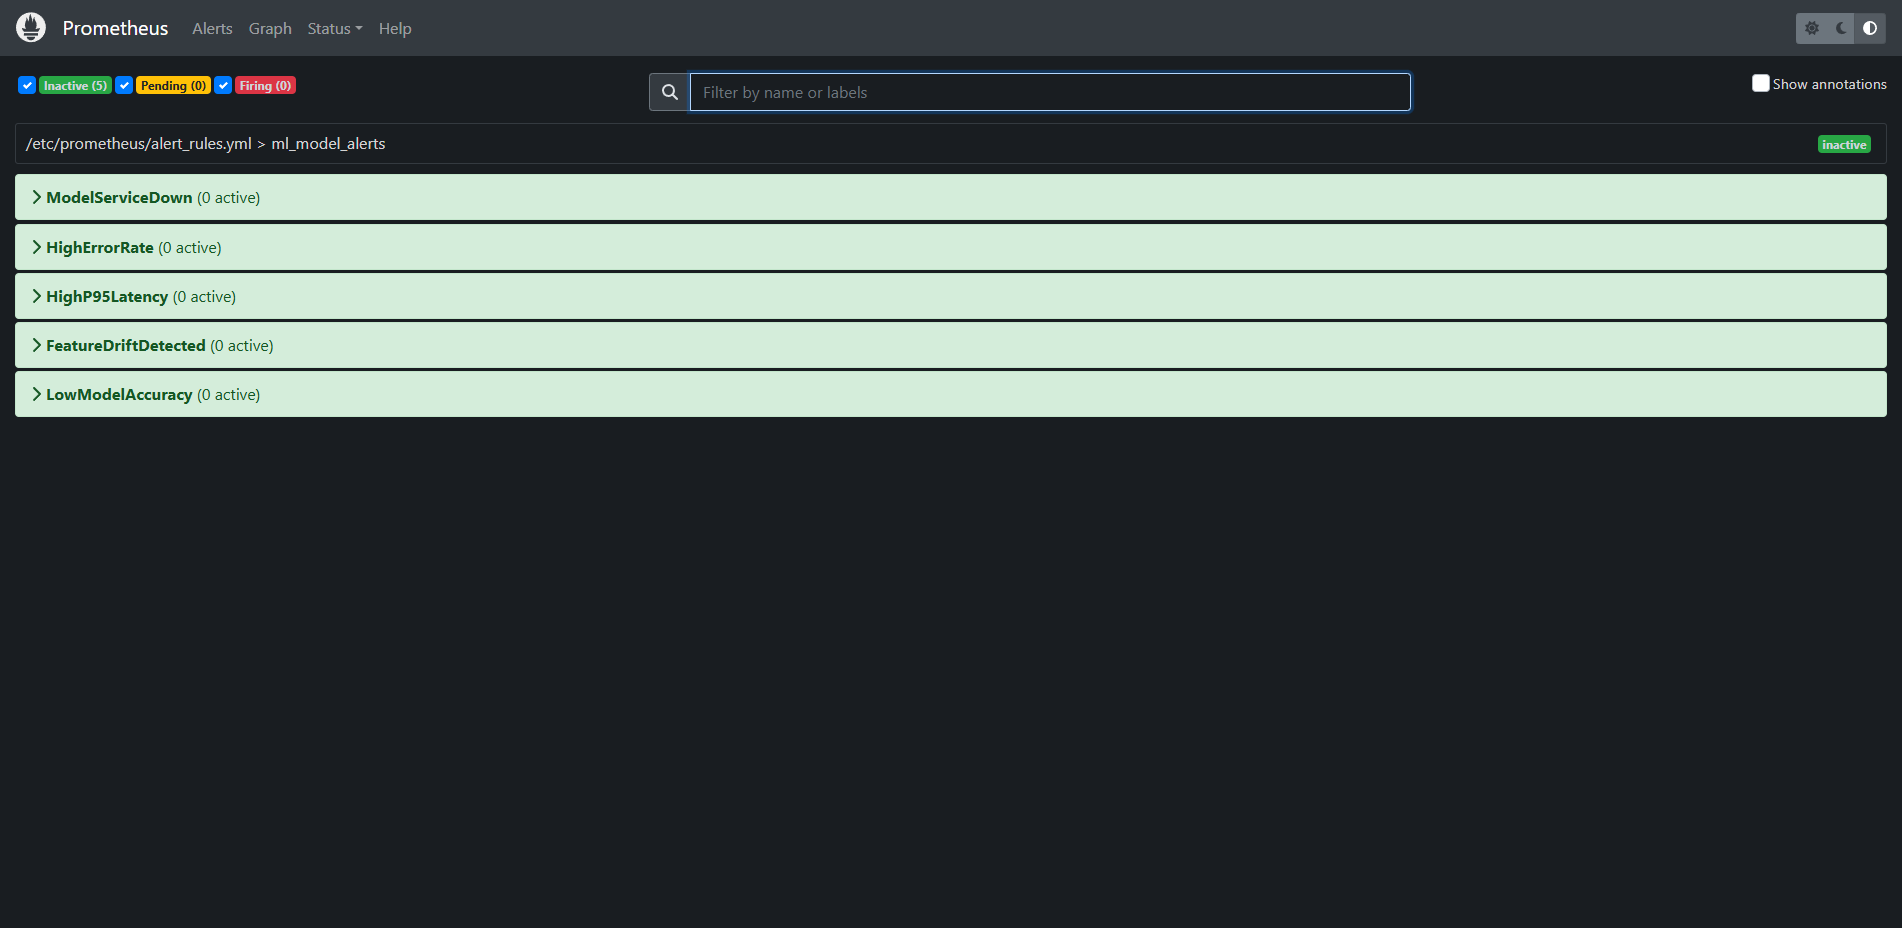 Prometheus Alerts Graph Status Help
Inactive (5) Pending (0) Firing (0) Filter by name or labels Show annotations
/etc/prometheus/alert_rules.yml > ml_model_alerts inactive
ModelServiceDown (0 active)
HighErrorRate (0 active)
HighP95Latency (0 active)
FeatureDriftDetected (0 active)
LowModelAccuracy (0 active)